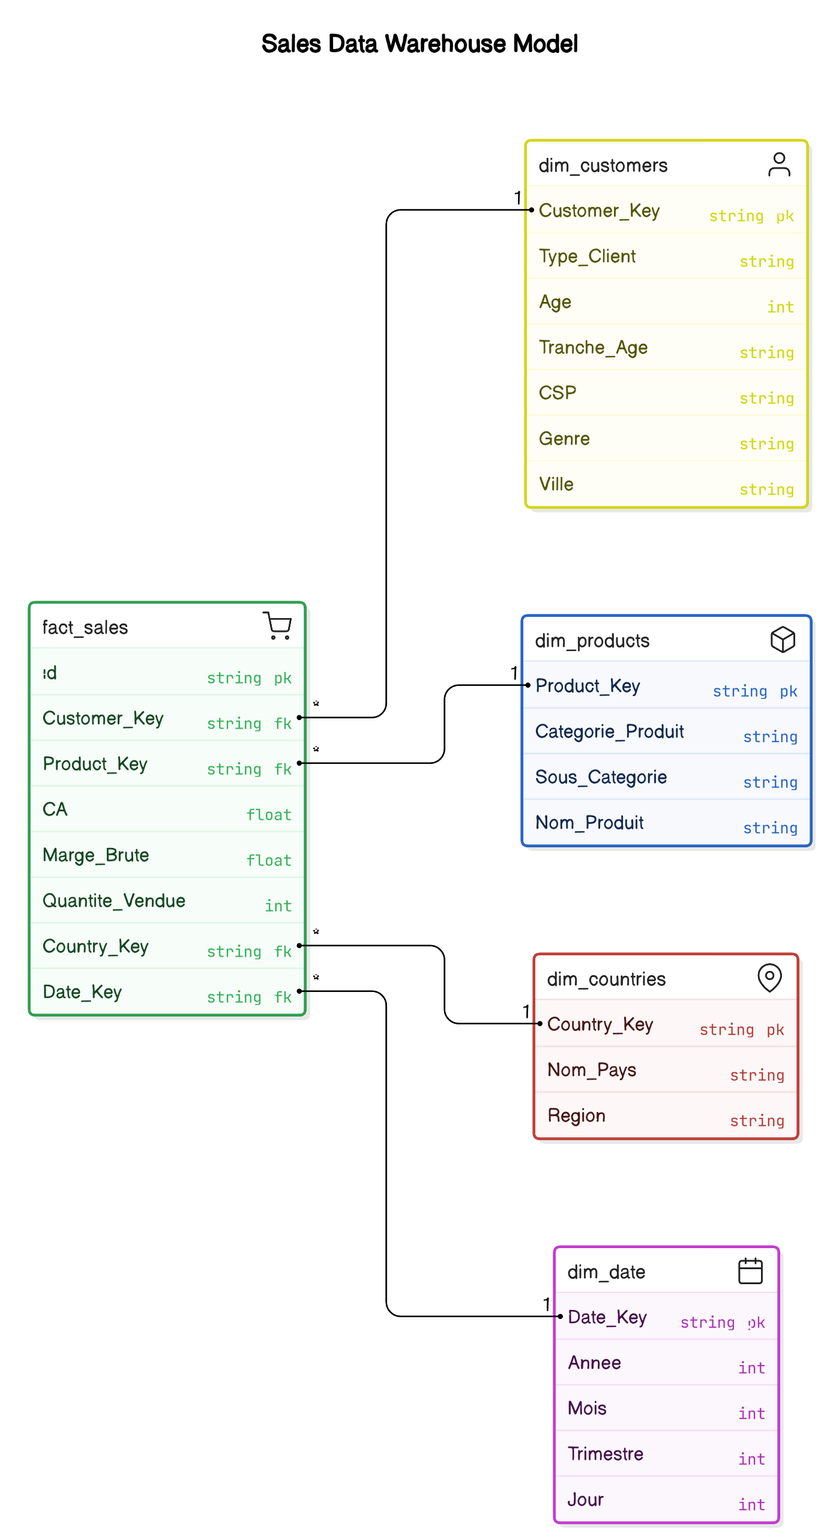 Sales Data Warehouse Model
dim_customers
1
Customer_Key string pk
Type_Client string
Age int
Tranche_Age string
CSP string
Genre string
Ville string
fact_sales
id string pk
Customer_Key string fk *
Product_Key string fk *
CA float
Marge_Brute float
Quantite_Vendue int
Country_Key string fk *
Date_Key string fk *
dim_products
1
Product_Key string pk
Categorie_Produit string
Sous_Categorie string
Nom_Produit string
dim_countries
1
Country_Key string pk
Nom_Pays string
Region string
dim_date
1
Date_Key string pk
Annee int
Mois int
Trimestre int
Jour int